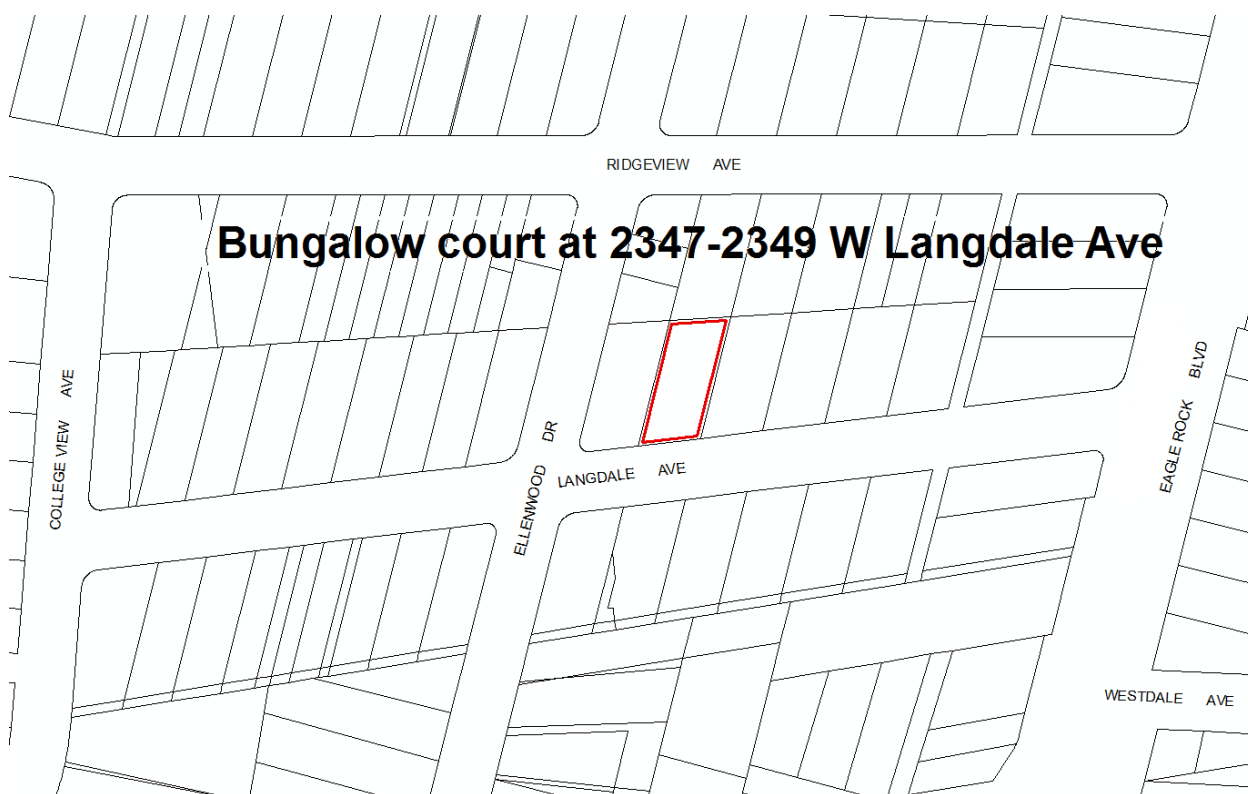 RIDGEVIEW AVE
Bungalow court at 2347-2349 W Langdale Ave
COLLEGE VIEW AVE
ELLENWOOD DR
LANGDALE AVE
EAGLE ROCK BLVD
WESTDALE AVE